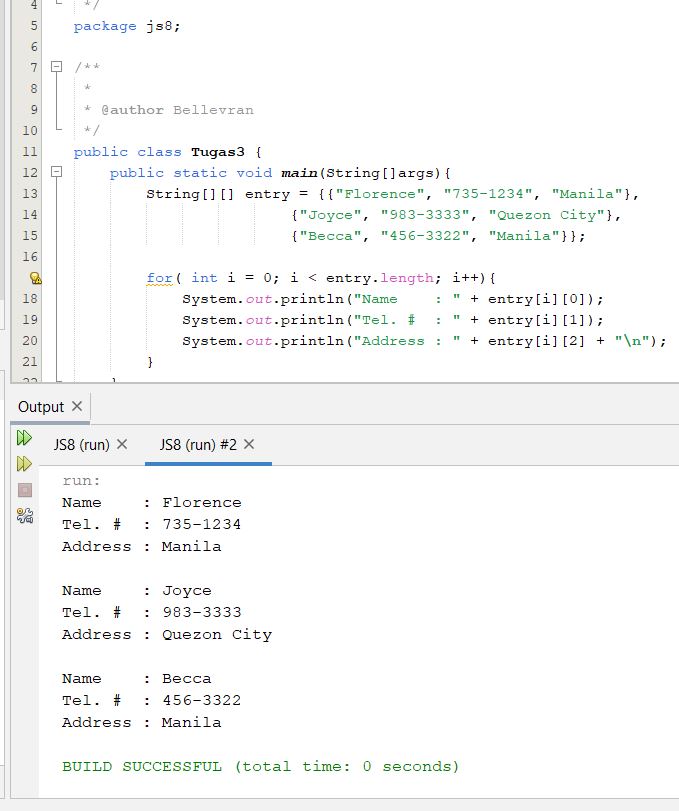 4 */
5 package js8;
6
7 /**
8 *
9 * @author Bellevran
10 */
11 public class Tugas3 {
12 public static void main(String[]args){
13 String[][] entry = {{"Florence", "735-1234", "Manila"},
14 {"Joyce", "983-3333", "Quezon City"},
15 {"Becca", "456-3322", "Manila"}};
16
for( int i = 0; i < entry.length; i++){
18 System.out.println("Name    : " + entry[i][0]);
19 System.out.println("Tel. #  : " + entry[i][1]);
20 System.out.println("Address : " + entry[i][2] + "\n");
21 }
22 }
Output
JS8 (run) JS8 (run) #2
run:
Name    : Florence
Tel. #  : 735-1234
Address : Manila
Name    : Joyce
Tel. #  : 983-3333
Address : Quezon City
Name    : Becca
Tel. #  : 456-3322
Address : Manila
BUILD SUCCESSFUL (total time: 0 seconds)